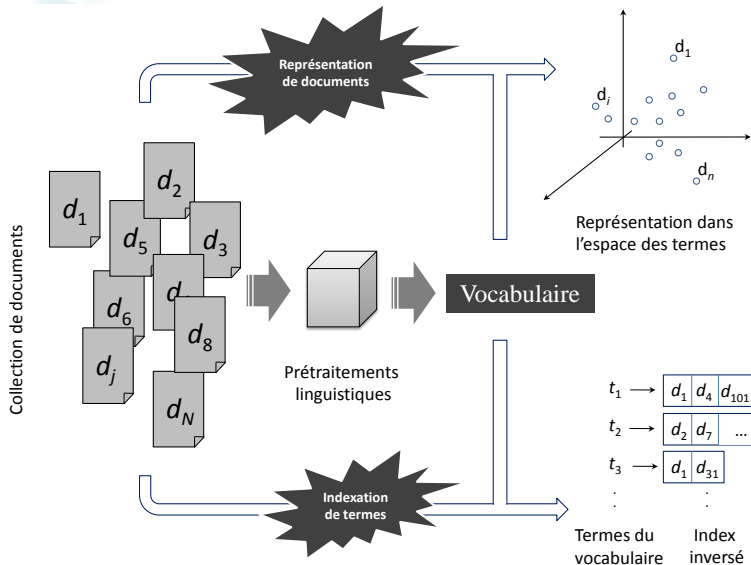 Représentation
de documents
d1
di
dn
Représentation dans
l'espace des termes
Collection de documents
d1
d2
d5
d3
d6
d8
dj
dN
Prétraitements
linguistiques
Vocabulaire
Indexation
de termes
t1 d1 d4 d101
t2 d2 d7 ...
t3 d1 d31
Termes du
vocabulaire
Index
inversé